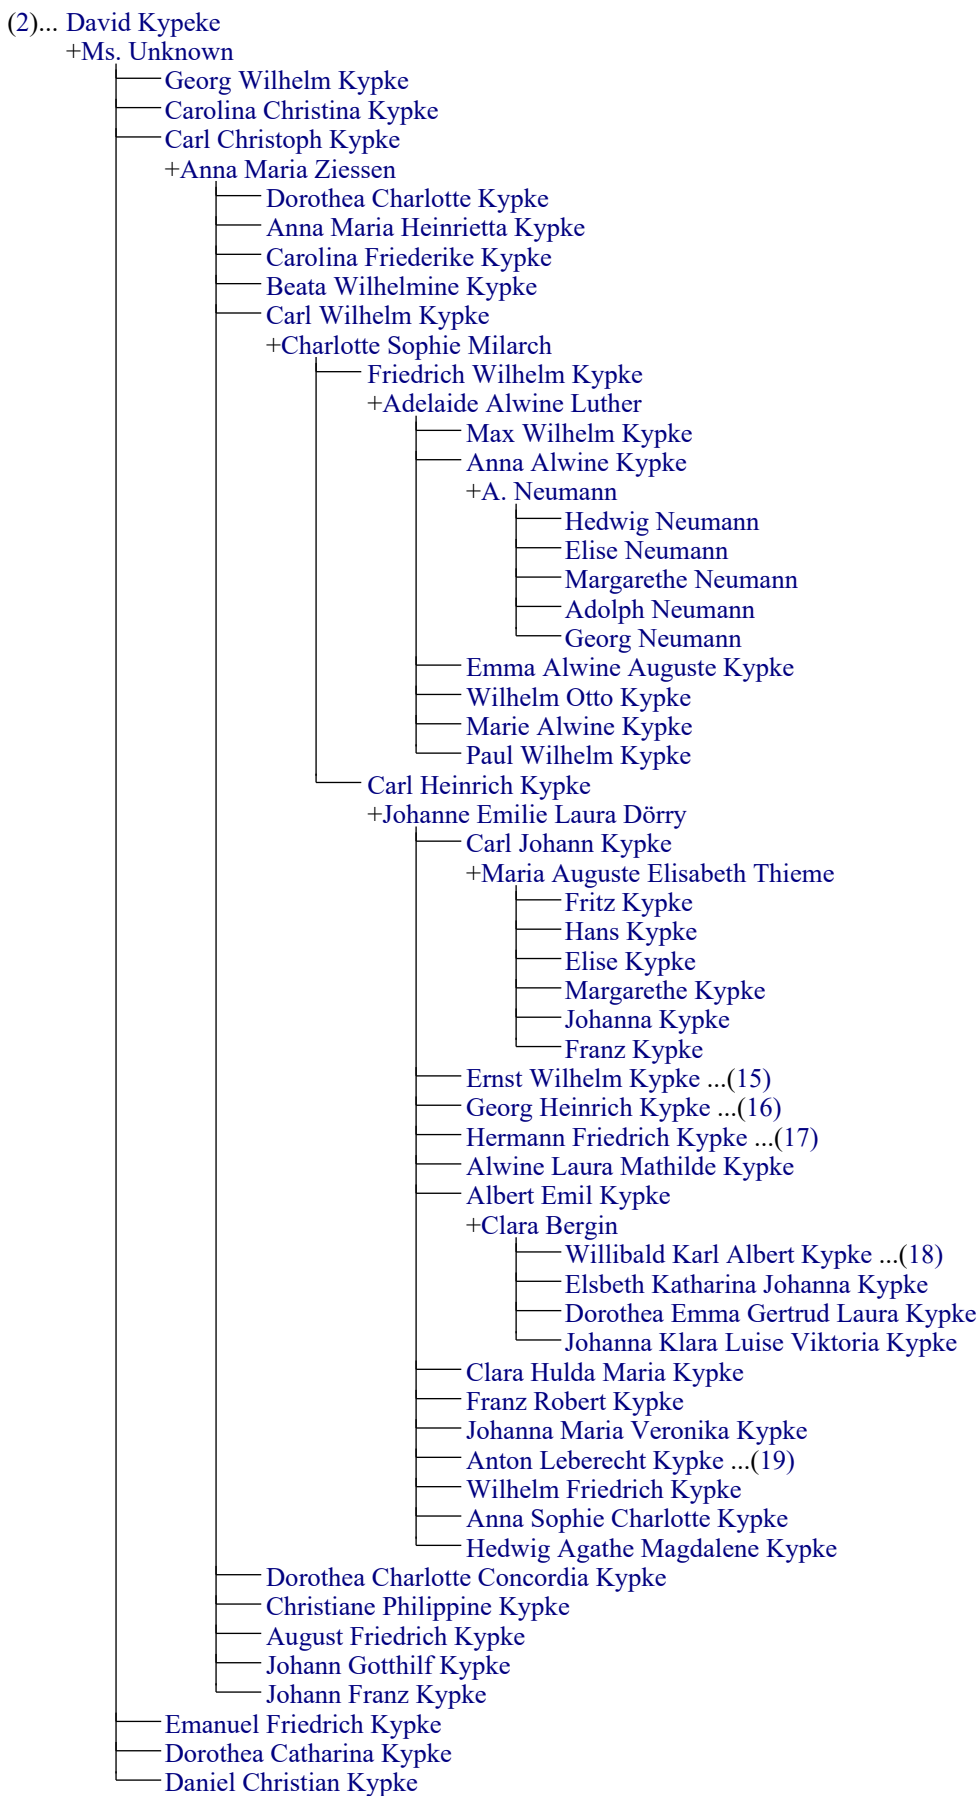 (2)... David Kypeke
+Ms. Unknown
Georg Wilhelm Kypke
Carolina Christina Kypke
Carl Christoph Kypke
+Anna Maria Ziessen
Dorothea Charlotte Kypke
Anna Maria Heinrietta Kypke
Carolina Friederike Kypke
Beata Wilhelmine Kypke
Carl Wilhelm Kypke
+Charlotte Sophie Milarch
Friedrich Wilhelm Kypke
+Adelaide Alwine Luther
Max Wilhelm Kypke
Anna Alwine Kypke
+A. Neumann
Hedwig Neumann
Elise Neumann
Margarethe Neumann
Adolph Neumann
Georg Neumann
Emma Alwine Auguste Kypke
Wilhelm Otto Kypke
Marie Alwine Kypke
Paul Wilhelm Kypke
Carl Heinrich Kypke
+Johanne Emilie Laura Dörry
Carl Johann Kypke
+Maria Auguste Elisabeth Thieme
Fritz Kypke
Hans Kypke
Elise Kypke
Margarethe Kypke
Johanna Kypke
Franz Kypke
Ernst Wilhelm Kypke ...(15)
Georg Heinrich Kypke ...(16)
Hermann Friedrich Kypke ...(17)
Alwine Laura Mathilde Kypke
Albert Emil Kypke
+Clara Bergin
Willibald Karl Albert Kypke ...(18)
Elsbeth Katharina Johanna Kypke
Dorothea Emma Gertrud Laura Kypke
Johanna Klara Luise Viktoria Kypke
Clara Hulda Maria Kypke
Franz Robert Kypke
Johanna Maria Veronika Kypke
Anton Leberecht Kypke ...(19)
Wilhelm Friedrich Kypke
Anna Sophie Charlotte Kypke
Hedwig Agathe Magdalene Kypke
Dorothea Charlotte Concordia Kypke
Christiane Philippine Kypke
August Friedrich Kypke
Johann Gotthilf Kypke
Johann Franz Kypke
Emanuel Friedrich Kypke
Dorothea Catharina Kypke
Daniel Christian Kypke